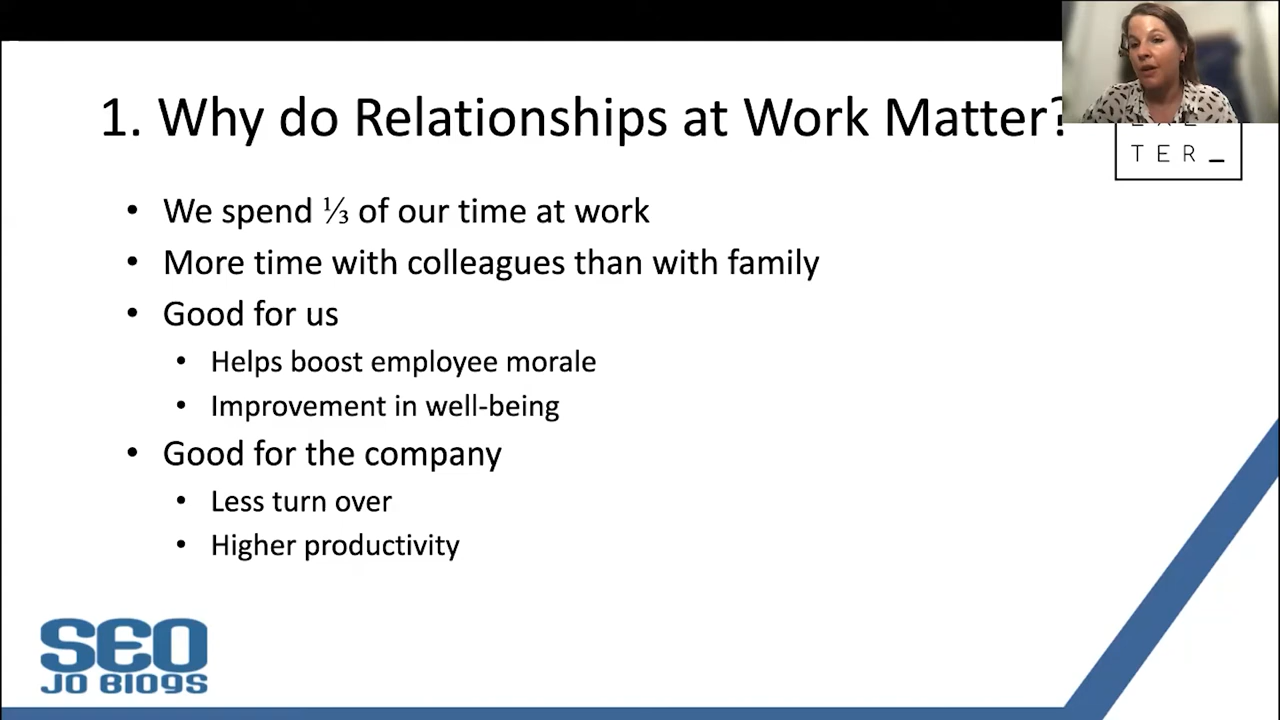 1. Why do Relationships at Work Matter?
TER_
• We spend ⅓ of our time at work
• More time with colleagues than with family
• Good for us
• Helps boost employee morale
• Improvement in well-being
• Good for the company
• Less turn over
• Higher productivity
SEO
JO BLOGS